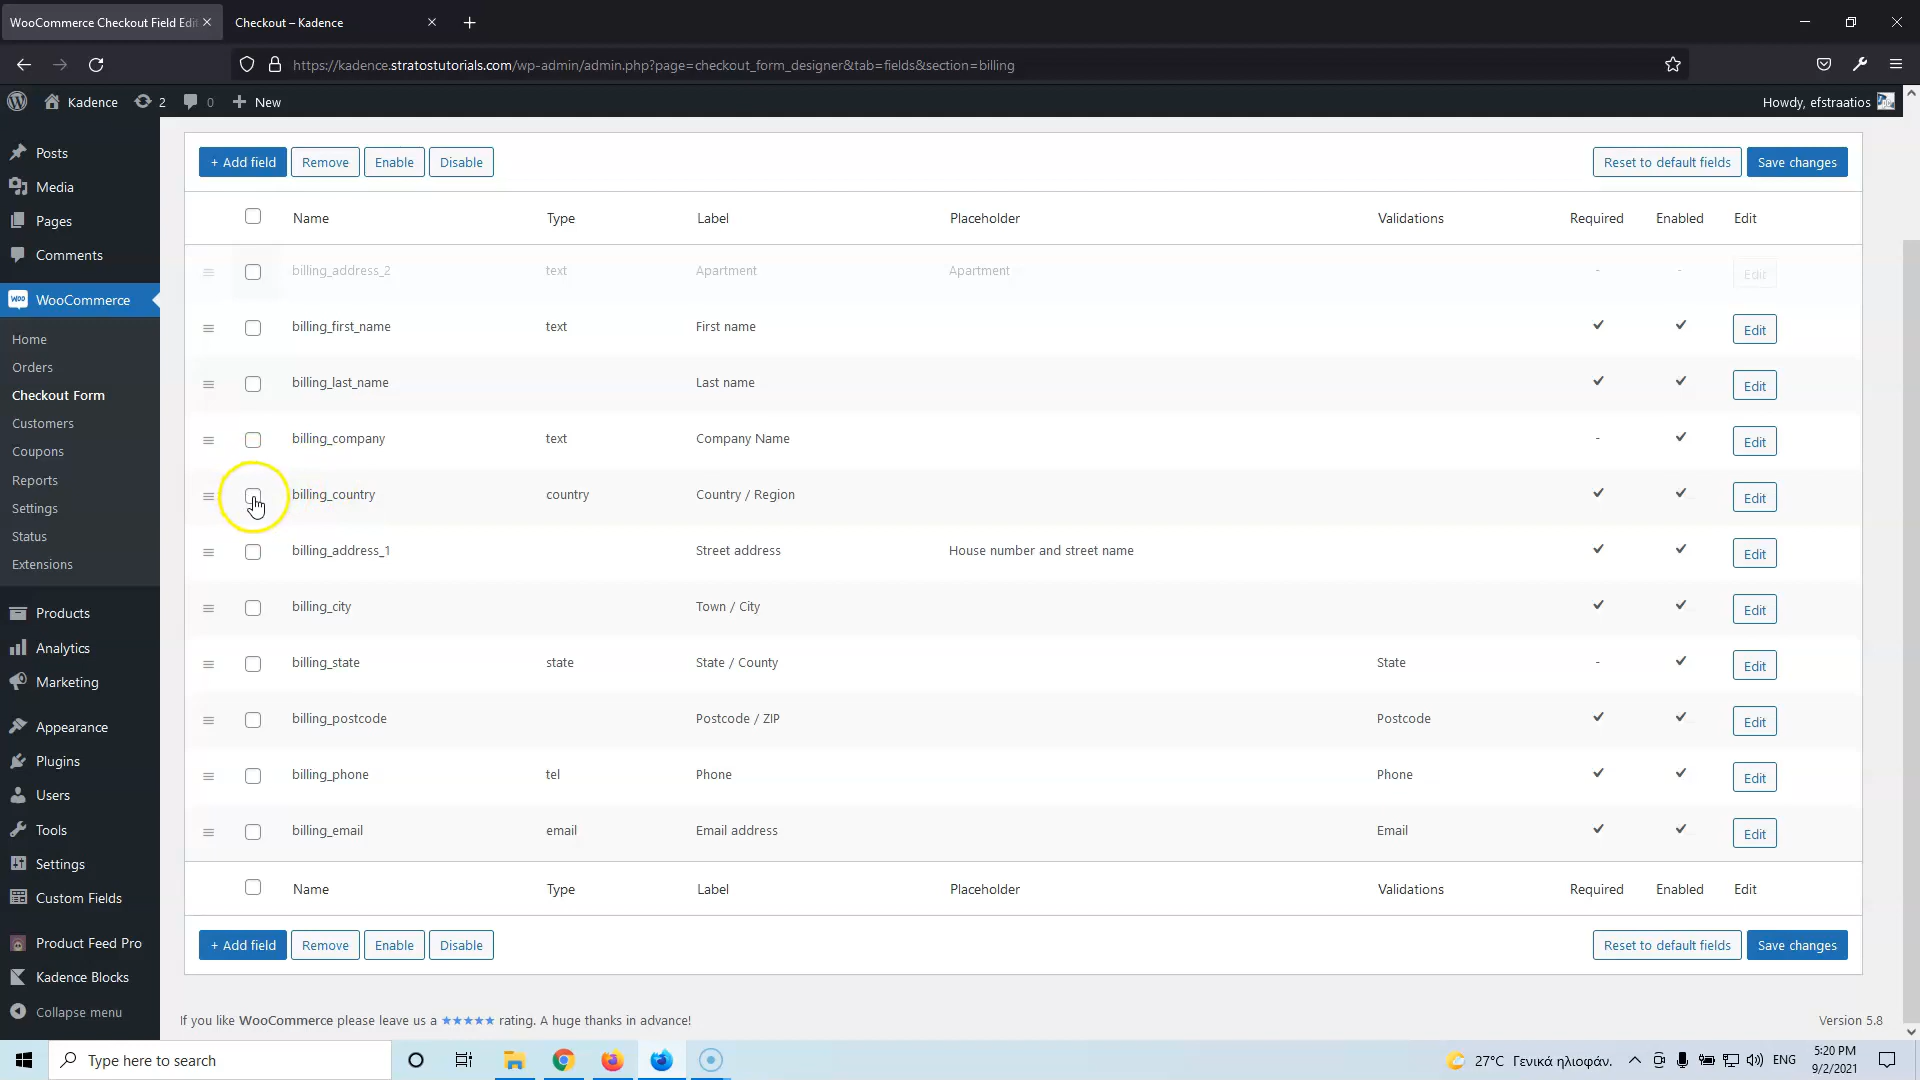 WooCommerce Checkout Field Edi
Checkout – Kadence
https://kadence.stratostutorials.com/wp-admin/admin.php?page=checkout_form_designer&tab=fields&section=billing
Kadence 2 0 New
Howdy, efstraatios
Posts
Media
Pages
Comments
WooCommerce
Home
Orders
Checkout Form
Customers
Coupons
Reports
Settings
Status
Extensions
Products
Analytics
Marketing
Appearance
Plugins
Users
Tools
Settings
Custom Fields
Product Feed Pro
Kadence Blocks
Collapse menu
+ Add field Remove Enable Disable Reset to default fields Save changes
Name Type Label Placeholder Validations Required Enabled Edit
billing_address_2 text Apartment Apartment - - Edit
billing_first_name text First name Edit
billing_last_name Last name Edit
billing_company text Company Name - Edit
billing_country country Country / Region Edit
billing_address_1 Street address House number and street name Edit
billing_city Town / City Edit
billing_state state State / County State - Edit
billing_postcode Postcode / ZIP Postcode Edit
billing_phone tel Phone Phone Edit
billing_email email Email address Email Edit
Name Type Label Placeholder Validations Required Enabled Edit
+ Add field Remove Enable Disable Reset to default fields Save changes
If you like WooCommerce please leave us a ★★★★★ rating. A huge thanks in advance!
Version 5.8
Type here to search
27°C Γενικά ηλιοφάν.
ENG
5:20 PM
9/2/2021